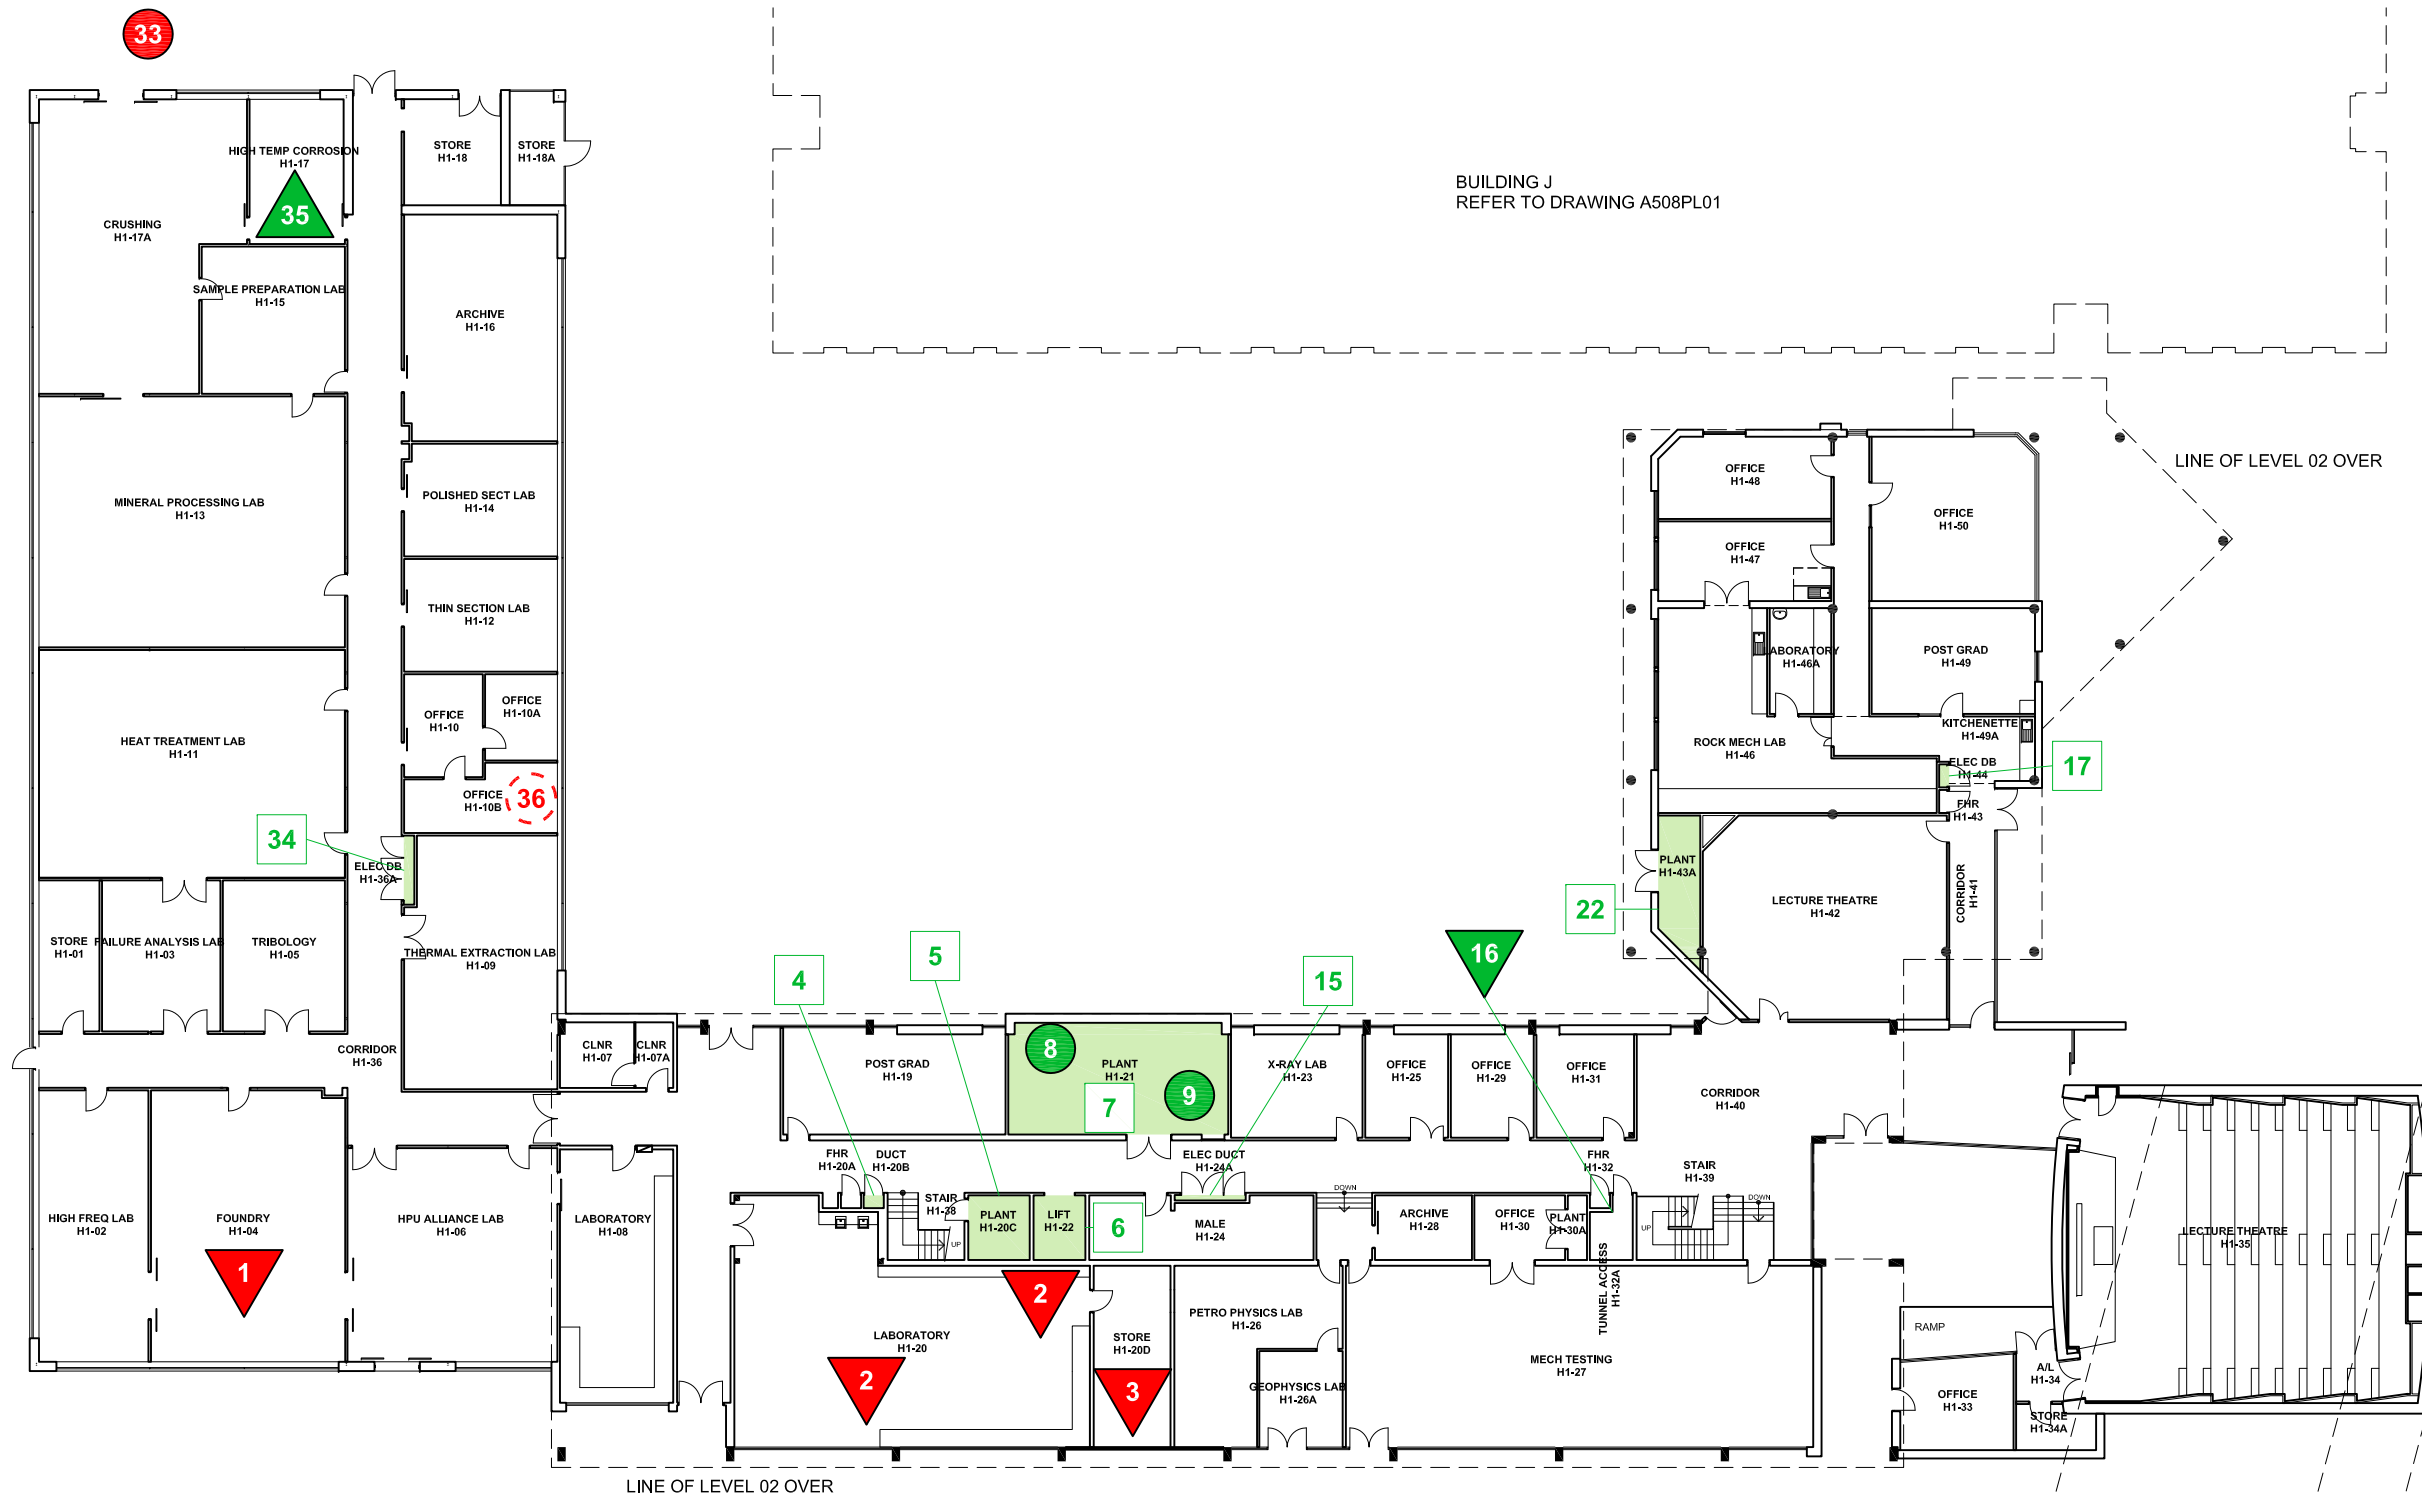 33
BUILDING J
REFER TO DRAWING A508PL01
HIGH TEMP CORROSION
H1-17
35
STORE
H1-18
STORE
H1-18A
CRUSHING
H1-17A
SAMPLE PREPARATION LAB
H1-15
ARCHIVE
H1-16
MINERAL PROCESSING LAB
H1-13
POLISHED SECT LAB
H1-14
THIN SECTION LAB
H1-12
HEAT TREATMENT LAB
H1-11
OFFICE
H1-10
OFFICE
H1-10A
OFFICE
H1-10B
36
34
ELEC DB
H1-36A
STORE
H1-01
FAILURE ANALYSIS LAB
H1-03
TRIBOLOGY
H1-05
THERMAL EXTRACTION LAB
H1-09
CORRIDOR
H1-36
CLNR
H1-07
CLNR
H1-07A
HIGH FREQ LAB
H1-02
FOUNDRY
H1-04
1
HPU ALLIANCE LAB
H1-06
LABORATORY
H1-08
LINE OF LEVEL 02 OVER
OFFICE
H1-48
OFFICE
H1-50
OFFICE
H1-47
LABORATORY
H1-46A
POST GRAD
H1-49
ROCK MECH LAB
H1-46
KITCHENETTE
H1-49A
ELEC DB
H1-44
17
FHR
H1-43
PLANT
H1-43A
22
LECTURE THEATRE
H1-42
CORRIDOR
H1-41
4
5
15
16
POST GRAD
H1-19
8
PLANT
H1-21
7
9
X-RAY LAB
H1-23
OFFICE
H1-25
OFFICE
H1-29
OFFICE
H1-31
CORRIDOR
H1-40
FHR
H1-20A
DUCT
H1-20B
ELEC DUCT
H1-24A
FHR
H1-32
STAIR
H1-39
STAIR
H1-38
UP
PLANT
H1-20C
LIFT
H1-22
6
MALE
H1-24
DOWN
ARCHIVE
H1-28
OFFICE
H1-30
PLANT
H1-30A
TUNNEL ACCESS
H1-32A
UP
DOWN
LECTURE THEATRE
H1-35
LABORATORY
H1-20
2
2
STORE
H1-20D
3
PETRO PHYSICS LAB
H1-26
GEOPHYSICS LAB
H1-26A
MECH TESTING
H1-27
RAMP
A/L
H1-34
OFFICE
H1-33
STORE
H1-34A
LINE OF LEVEL 02 OVER